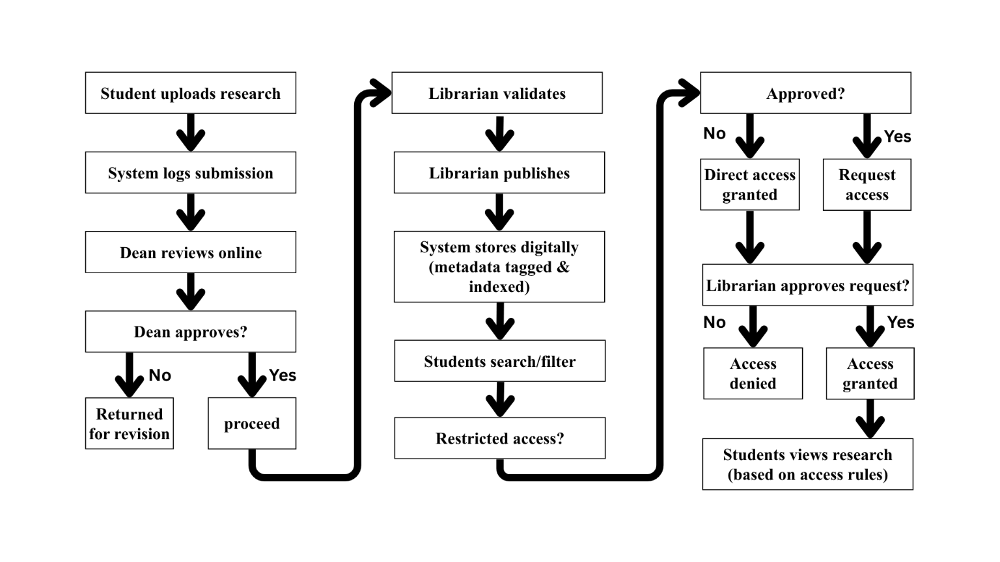 Student uploads research
System logs submission
Dean reviews online
Dean approves?
No
Yes
Returned
for revision
proceed
Librarian validates
Librarian publishes
System stores digitally
(metadata tagged &
indexed)
Students search/filter
Restricted access?
Approved?
No
Yes
Direct access
granted
Request
access
Librarian approves request?
No
Yes
Access
denied
Access
granted
Students views research
(based on access rules)